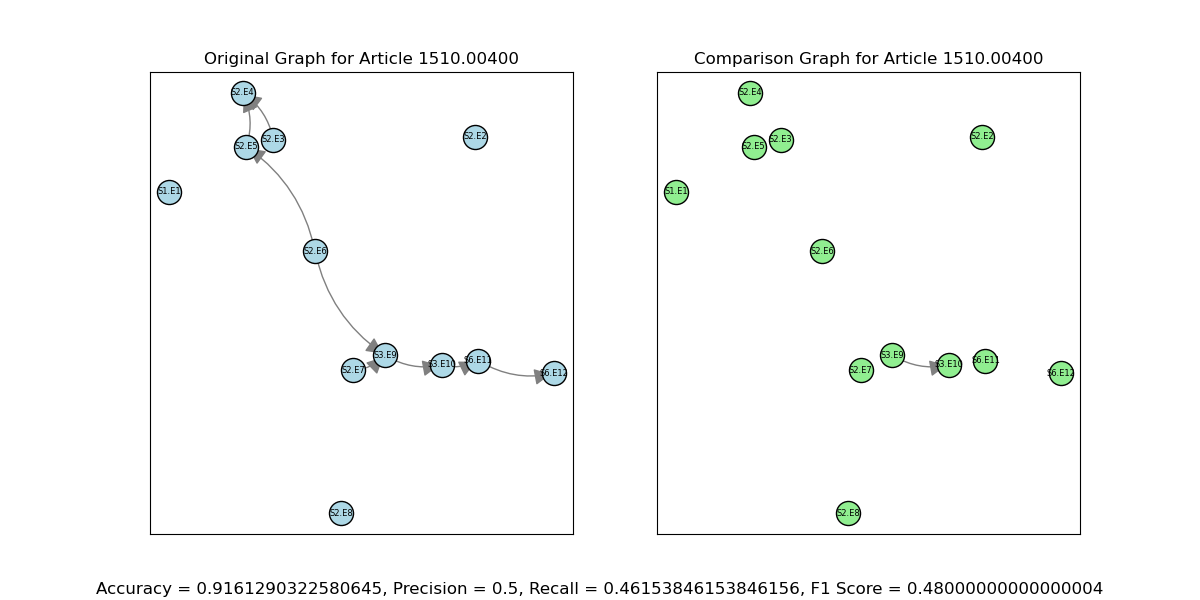 Original Graph for Article 1510.00400
S2.E4
S2.E5
S2.E3
S2.E2
S1.E1
S2.E6
S3.E9
S2.E7
S3.E10
S6.E11
S6.E12
S2.E8
Comparison Graph for Article 1510.00400
S2.E4
S2.E5
S2.E3
S2.E2
S1.E1
S2.E6
S3.E9
S2.E7
S3.E10
S6.E11
S6.E12
S2.E8
Accuracy = 0.9161290322580645, Precision = 0.5, Recall = 0.46153846153846156, F1 Score = 0.48000000000000004